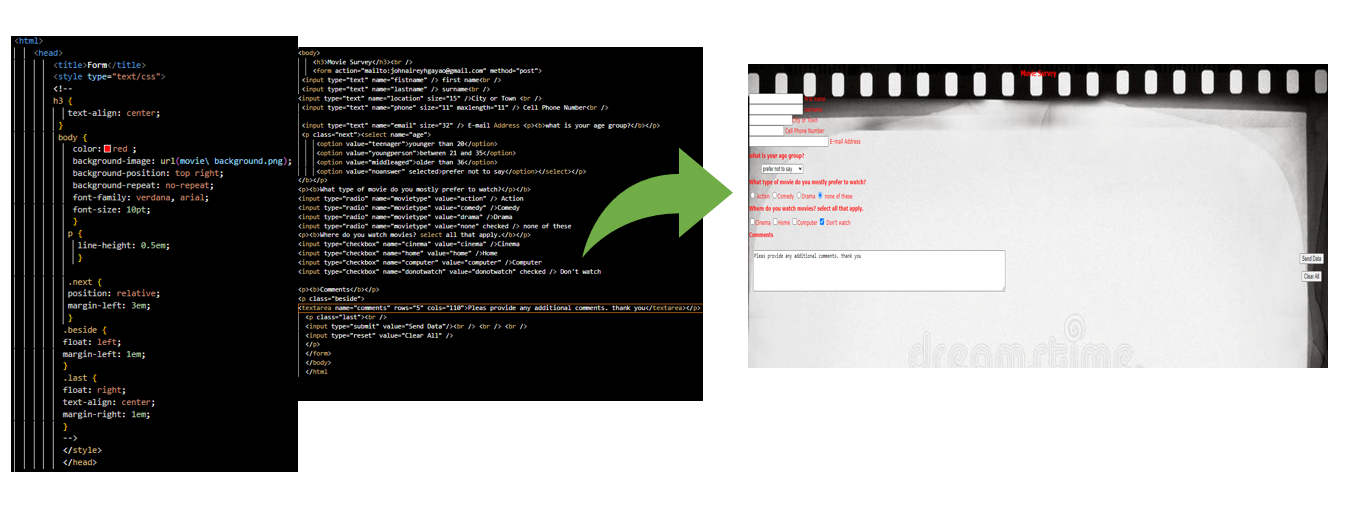 <html>
<head>
<title>Form</title>
<style type="text/css">
<!--
h3 {
text-align: center;
}
body {
color: red ;
background-image: url(movie\ background.png);
background-position: top right;
background-repeat: no-repeat;
font-family: verdana, arial;
font-size: 10pt;
}
p {
line-height: 0.5em;
}
.next {
position: relative;
margin-left: 3em;
}
.beside {
float: left;
margin-left: 1em;
}
.last {
float: right;
text-align: center;
margin-right: 1em;
}
-->
</style>
</head>
<body>
<h3>Movie Survey</h3><br />
<form action="mailto:johnaireyhgayao@gmail.com" method="post">
<input type="text" name="fistname" /> first name<br />
<input type="text" name="lastname" /> surname<br />
<input type="text" name="location" size="15" />City or Town <br />
<input type="text" name="phone" size="11" maxlength="11" /> Cell Phone Number<br />
<input type="text" name="email" size="32" /> E-mail Address <p><b>what is your age group?</b></p>
<p class="next"><select name="age">
<option value="teenager">younger than 20</option>
<option value="youngperson">between 21 and 35</option>
<option value="middleaged">older than 36</option>
<option value="noanswer" selected>prefer not to say</option></select></p>
</b></p>
<p><b>What type of movie do you mostly prefer to watch?</p></b>
<input type="radio" name="movietype" value="action" /> Action
<input type="radio" name="movietype" value="comedy" />Comedy
<input type="radio" name="movietype" value="drama" />Drama
<input type="radio" name="movietype" value="none" checked /> none of these
<p><b>Where do you watch movies? select all that apply.</b></p>
<input type="checkbox" name="cinema" value="cinema" />Cinema
<input type="checkbox" name="home" value="home" />Home
<input type="checkbox" name="computer" value="computer" />Computer
<input type="checkbox" name="donotwatch" value="donotwatch" checked /> Don't watch
<p><b>Comments</b></p>
<p class="beside">
<textarea name="comments" rows="5" cols="110">Pleas provide any additional comments. thank you</textarea></p>
<p class="last"><br />
<input type="submit" value="Send Data"/><br /> <br /> <br />
<input type="reset" value="Clear All" />
</p>
</form>
</body>
</html
Movie Survey
City or Town
Cell Phone Number
E-mail Address
what is your age group?
prefer not to say
What type of movie do you mostly prefer to watch?
Action Comedy Drama none of these
Where do you watch movies? select all that apply.
Cinema Home Computer Don't watch
Comments
Pleas provide any additional comments. thank you
Send Data
Clear All
dreamstime